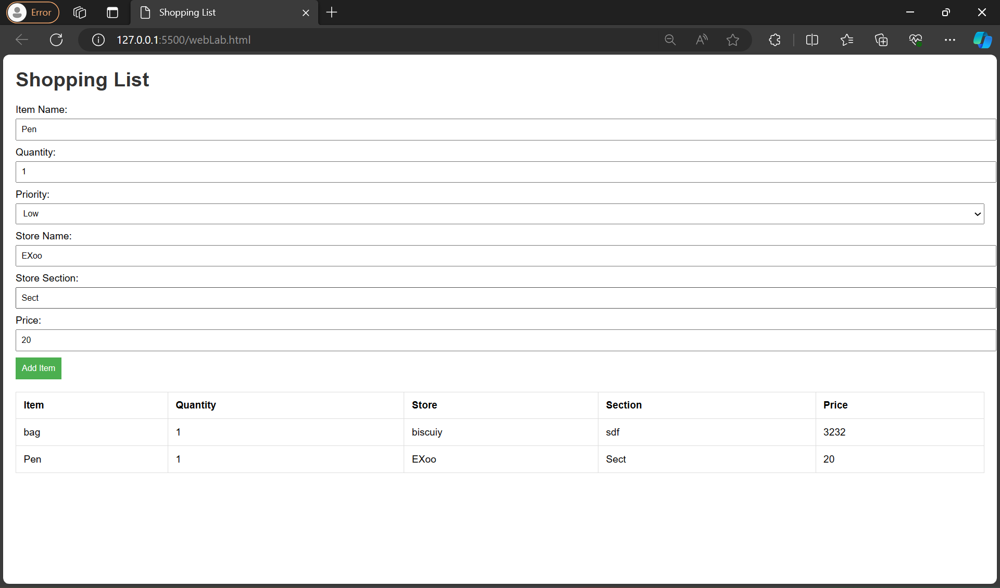 Error
Shopping List
127.0.0.1:5500/webLab.html
Shopping List
Item Name:
Pen
Quantity:
1
Priority:
Low
Store Name:
EXoo
Store Section:
Sect
Price:
20
Add Item
Item Quantity Store Section Price
bag 1 biscuiy sdf 3232
Pen 1 EXoo Sect 20